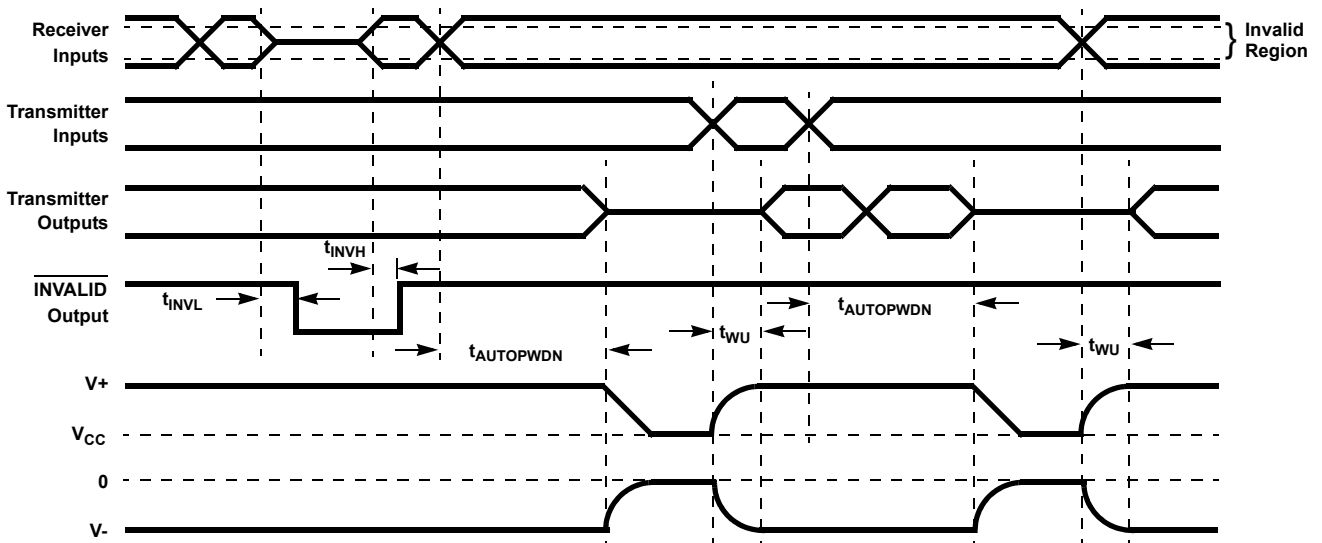 Receiver
Inputs
} Invalid
Region
Transmitter
Inputs
Transmitter
Outputs
tINVH
INVALID
Output
tINVL
tAUTOPWDN
tWU
tAUTOPWDN
tWU
V+
VCC
0
V-